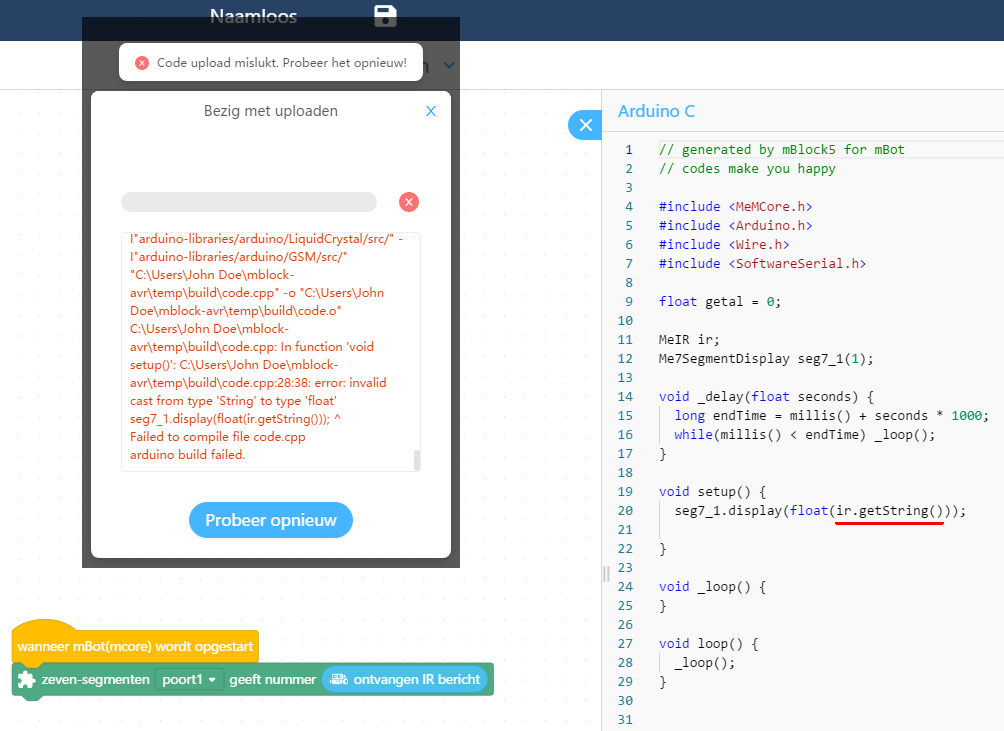 Naamloos
Code upload mislukt. Probeer het opnieuw!
Bezig met uploaden
X
I"arduino-libraries/arduino/LiquidCrystal/src/" -
I"arduino-libraries/arduino/GSM/src/"
"C:\Users\John Doe\mblock-
avr\temp\build\code.cpp" -o "C:\Users\John
Doe\mblock-avr\temp\build\code.o"
C:\Users\John Doe\mblock-
avr\temp\build\code.cpp: In function 'void
setup()': C:\Users\John Doe\mblock-
avr\temp\build\code.cpp:28:38: error: invalid
cast from type 'String' to type 'float'
seg7_1.display(float(ir.getString())); ^
Failed to compile file code.cpp
arduino build failed.
Probeer opnieuw
wanneer mBot(mcore) wordt opgestart
zeven-segmenten poort1 geeft nummer ontvangen IR bericht
Arduino C
1 // generated by mBlock5 for mBot
2 // codes make you happy
3
4 #include <MeMCore.h>
5 #include <Arduino.h>
6 #include <Wire.h>
7 #include <SoftwareSerial.h>
8
9 float getal = 0;
10
11 MeIR ir;
12 Me7SegmentDisplay seg7_1(1);
13
14 void _delay(float seconds) {
15 long endTime = millis() + seconds * 1000;
16 while(millis() < endTime) _loop();
17 }
18
19 void setup() {
20 seg7_1.display(float(ir.getString()));
21
22 }
23
24 void _loop() {
25 }
26
27 void loop() {
28 _loop();
29 }
30
31